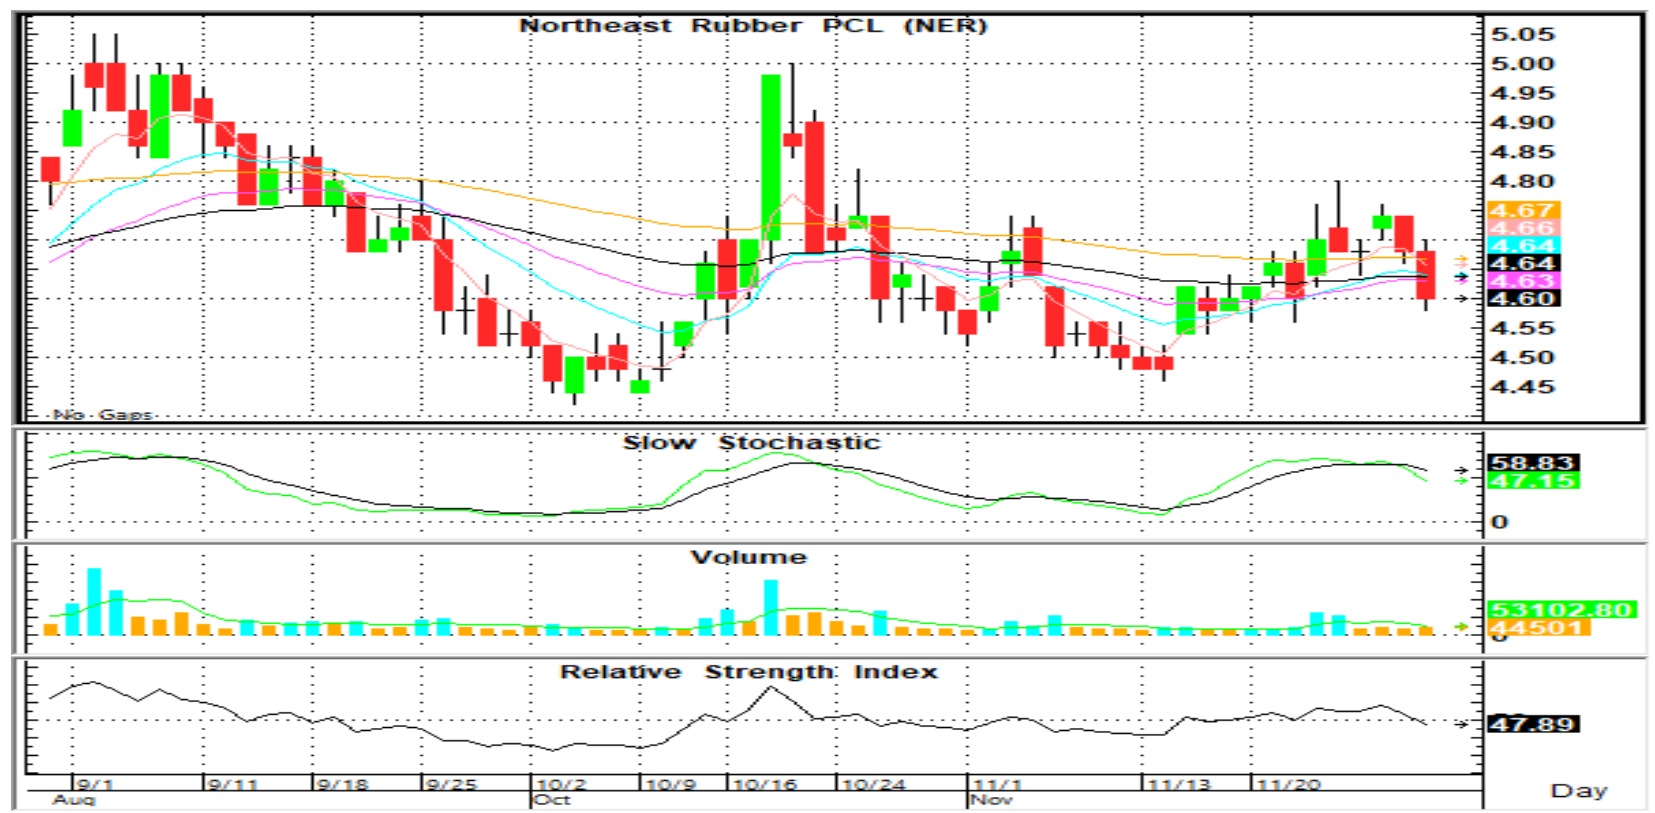 Northeast Rubber PCL (NER)
5.05
5.00
4.95
4.90
4.85
4.80
4.67
4.66
4.64
4.64
4.63
4.60
4.55
4.50
4.45
No Gaps
Slow Stochastic
58.83
47.15
0
Volume
53102.80
44501
0
Relative Strength Index
47.89
9/1 9/11 9/18 9/25 10/2 10/9 10/16 10/24 11/1 11/13 11/20
Aug Oct Nov
Day